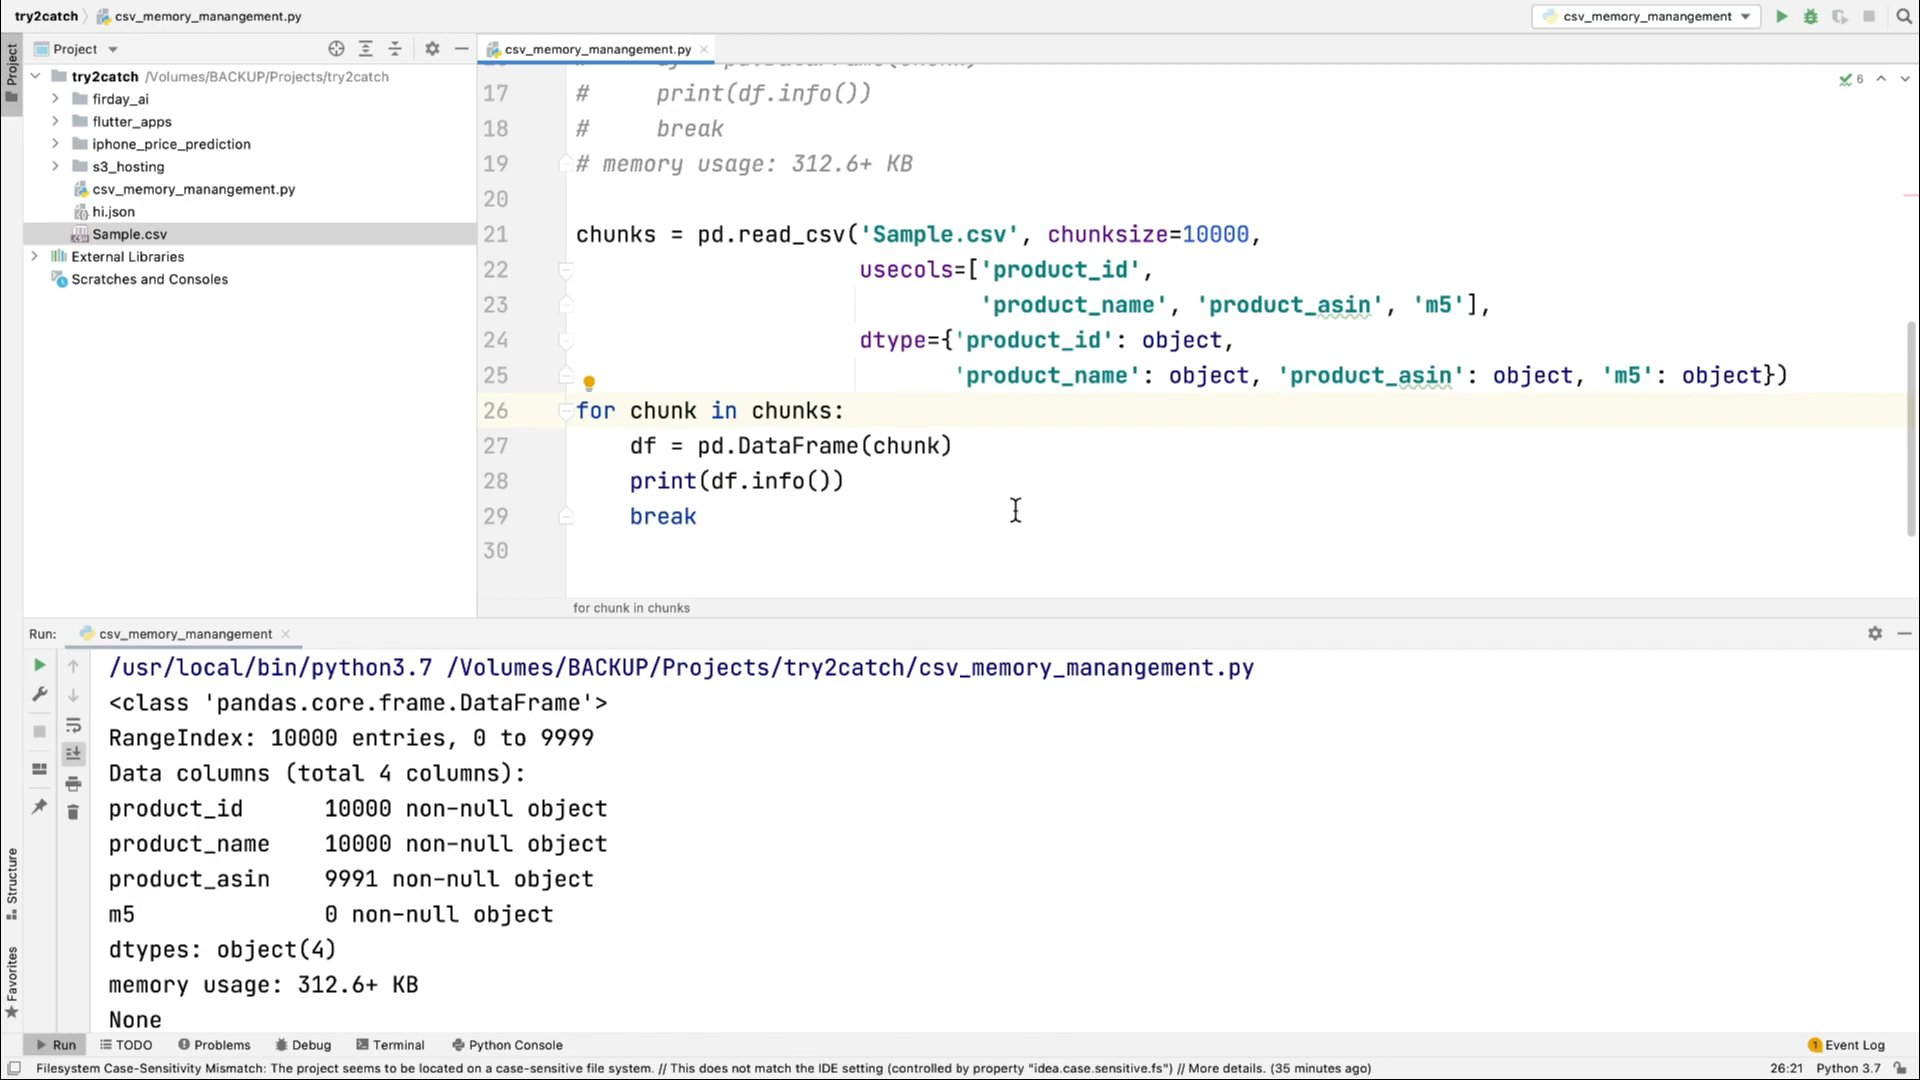 try2catch csv_memory_manangement.py
csv_memory_manangement
Project
csv_memory_manangement.py
Project
try2catch /Volumes/BACKUP/Projects/try2catch
firday_ai
flutter_apps
iphone_price_prediction
s3_hosting
csv_memory_manangement.py
hi.json
Sample.csv
External Libraries
Scratches and Consoles
6
17 # print(df.info())
18 # break
19 # memory usage: 312.6+ KB
20
21 chunks = pd.read_csv('Sample.csv', chunksize=10000,
22 usecols=['product_id',
23 'product_name', 'product_asin', 'm5'],
24 dtype={'product_id': object,
25 'product_name': object, 'product_asin': object, 'm5': object})
26 for chunk in chunks:
27 df = pd.DataFrame(chunk)
28 print(df.info())
29 break
30
for chunk in chunks
Run: csv_memory_manangement
/usr/local/bin/python3.7 /Volumes/BACKUP/Projects/try2catch/csv_memory_manangement.py
<class 'pandas.core.frame.DataFrame'>
RangeIndex: 10000 entries, 0 to 9999
Data columns (total 4 columns):
product_id 10000 non-null object
product_name 10000 non-null object
product_asin 9991 non-null object
m5 0 non-null object
dtypes: object(4)
memory usage: 312.6+ KB
None
Structure
Favorites
Run TODO Problems Debug Terminal Python Console
1 Event Log
Filesystem Case-Sensitivity Mismatch: The project seems to be located on a case-sensitive file system. // This does not match the IDE setting (controlled by property "idea.case.sensitive.fs") // More details. (35 minutes ago)
26:21 Python 3.7